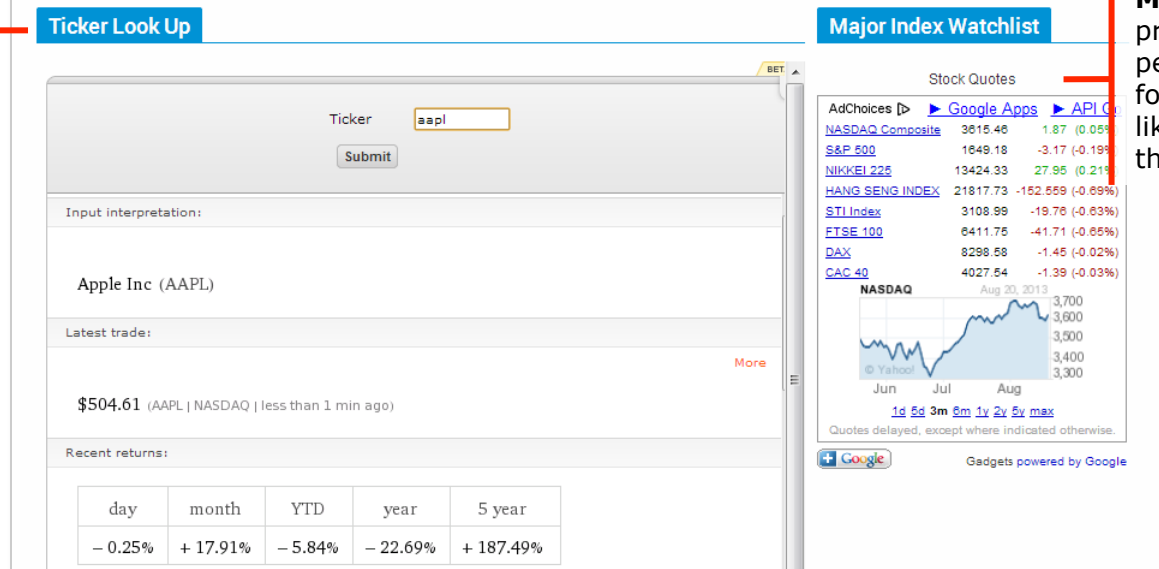 Ticker Look Up
BET
Ticker aapl
Submit
Input interpretation:
Apple Inc (AAPL)
Latest trade:
More
$504.61 (AAPL | NASDAQ | less than 1 min ago)
Recent returns:
day month YTD year 5 year
– 0.25% + 17.91% – 5.84% – 22.69% + 187.49%
Major Index Watchlist
Stock Quotes
AdChoices ► Google Apps ► API
NASDAQ Composite 3615.46 1.87 (0.05%
S&P 500 1649.18 -3.17 (-0.19%
NIKKEI 225 13424.33 27.95 (0.21%
HANG SENG INDEX 21817.73 -152.559 (-0.69%)
STI Index 3108.99 -19.76 (-0.63%)
FTSE 100 6411.75 -41.71 (-0.65%)
DAX 8298.58 -1.45 (-0.02%)
CAC 40 4027.54 -1.39 (-0.03%)
NASDAQ Aug 20, 2013
3,700
3,600
3,500
3,400
3,300
© Yahoo!
Jun Jul Aug
1d 5d 3m 6m 1y 2y 5y max
Quotes delayed, except where indicated otherwise.
Google
Gadgets powered by Google